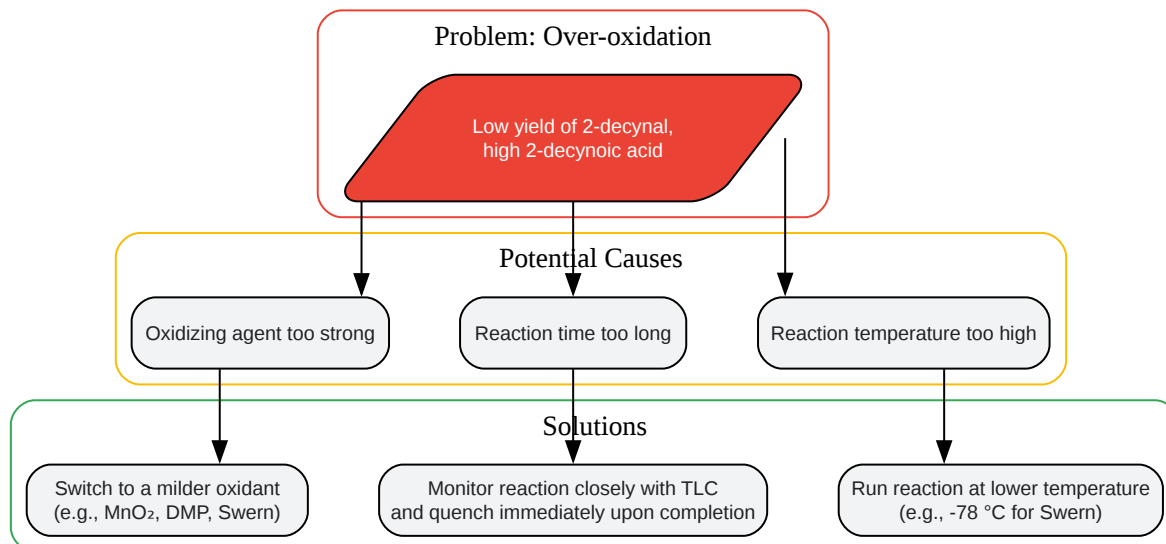 Problem: Over-oxidation
Low yield of 2-decynal,
high 2-decynoic acid
Potential Causes
Oxidizing agent too strong
Reaction time too long
Reaction temperature too high
Solutions
Switch to a milder oxidant
(e.g., MnO₂, DMP, Swern)
Monitor reaction closely with TLC
and quench immediately upon completion
Run reaction at lower temperature
(e.g., -78 °C for Swern)